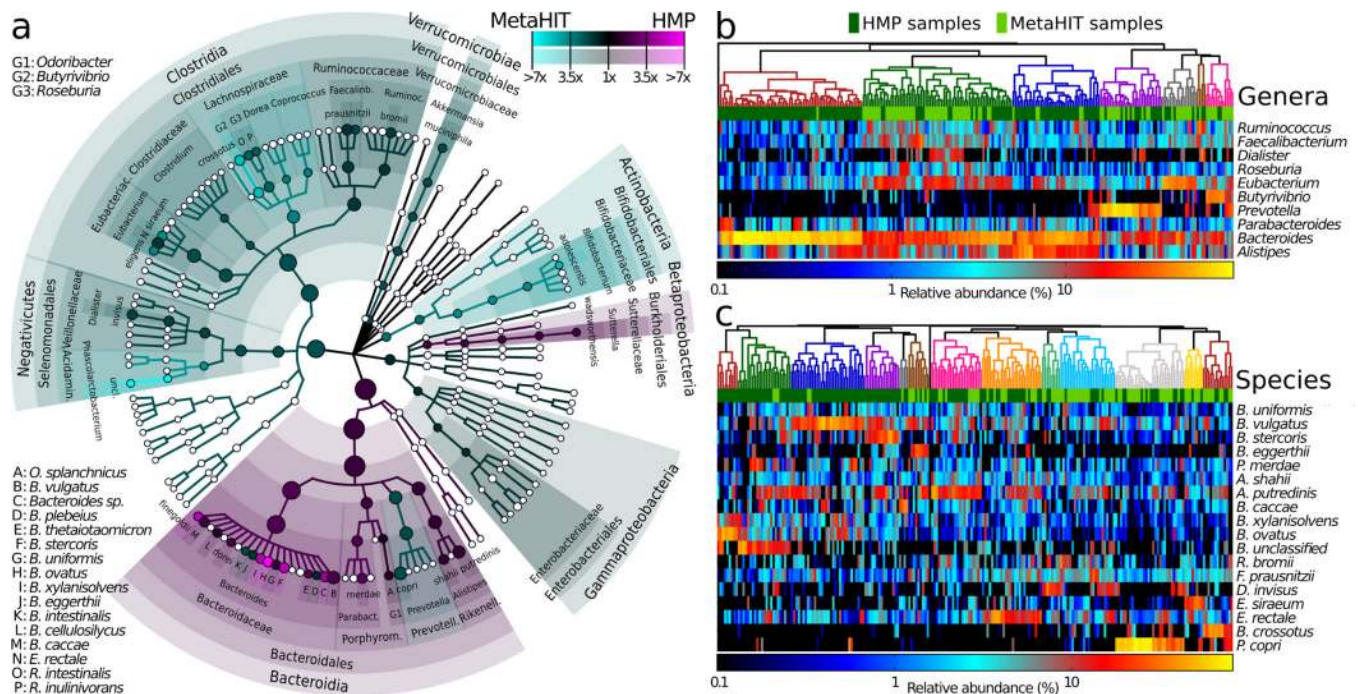 a
G1: Odoribacter
G2: Butyrivibrio
G3: Roseburia
MetaHIT
HMP
>7x 3.5x 1x 3.5x >7x
Clostridia
Clostridiales
Lachnospiraceae
G2 G3 Dorea Coprococcus
crossotus O P
Ruminococcaceae
Faecalinb. Ruminoc.
prausnitzii bromii
Verrucomicrobiae
Verrucomicrobiales
Verrucomicrobiaceae
Akkermansia
muciniphila
Clostridiaceae
Clostridium
Eubacteriac.
Eubacterium
eligens N siraeum
Actinobacteria
Bifidobacteriales
Bifidobacteriaceae
Bifidobacterium
adolescentis
Betaproteobacteria
Burkholderiales
Sutterellaceae
Sutterella
wadsworthensis
Negativicutes
Selenomonadales
Veillonellaceae
Dialister
invisus
Acidamin.
Phascolarctobacterium
unc.
Gammaproteobacteria
Enterobacteriales
Enterobacteriaceae
finegoldii M L dorei K J I H G F E D C B merdae A copri shahii putredinis
Bacteroides Parabact. G1 Prevotella Alistipes
Bacteroidaceae Porphyrom. Prevotell. Rikenell.
Bacteroidales
Bacteroidia
A: O. splanchnicus
B: B. vulgatus
C: Bacteroides sp.
D: B. plebeius
E: B. thetaiotaomicron
F: B. stercoris
G: B. uniformis
H: B. ovatus
I: B. xylanisolvens
J: B. eggerthii
K: B. intestinalis
L: B. cellulosilycus
M: B. caccae
N: E. rectale
O: R. intestinalis
P: R. inulinivorans
b
HMP samples
MetaHIT samples
Genera
Ruminococcus
Faecalibacterium
Dialister
Roseburia
Eubacterium
Butyrivibrio
Prevotella
Parabacteroides
Bacteroides
Alistipes
0.1 1 Relative abundance (%) 10
c
Species
B. uniformis
B. vulgatus
B. stercoris
B. eggerthii
P. merdae
A. shahii
A. putredinis
B. caccae
B. xylanisolvens
B. ovatus
B. unclassified
R. bromii
F. prausnitzii
D. invisus
E. siraeum
E. rectale
B. crossotus
P. copri
0.1 1 Relative abundance (%) 10